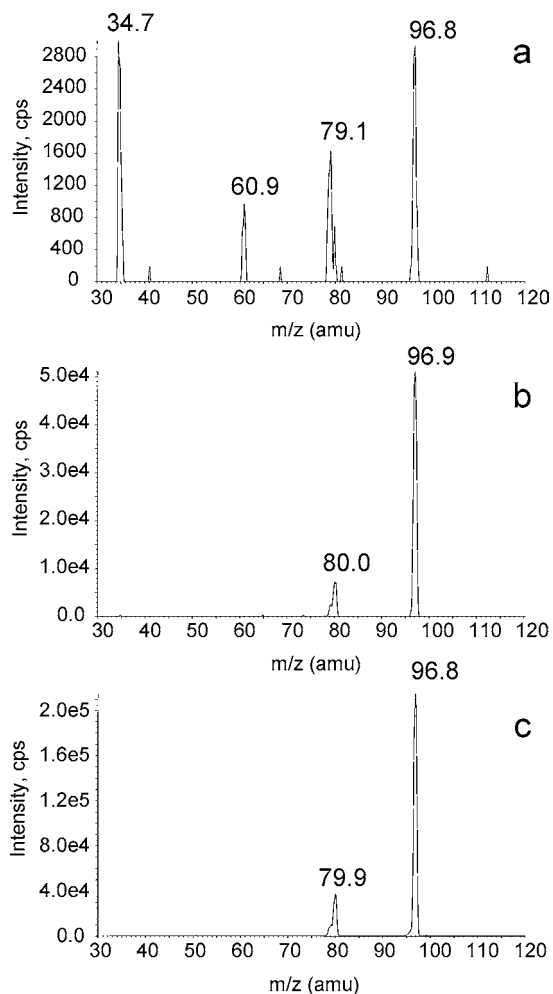 34.7
96.8
a
2800
2400
2000
1600
1200
800
400
0
79.1
60.9
Intensity, cps
30 40 50 60 70 80 90 100 110 120
m/z (amu)
96.9
b
5.0e4
4.0e4
3.0e4
2.0e4
1.0e4
0.0
80.0
Intensity, cps
30 40 50 60 70 80 90 100 110 120
m/z (amu)
96.8
c
2.0e5
1.6e5
1.2e5
8.0e4
4.0e4
0.0
79.9
Intensity, cps
30 40 50 60 70 80 90 100 110 120
m/z (amu)